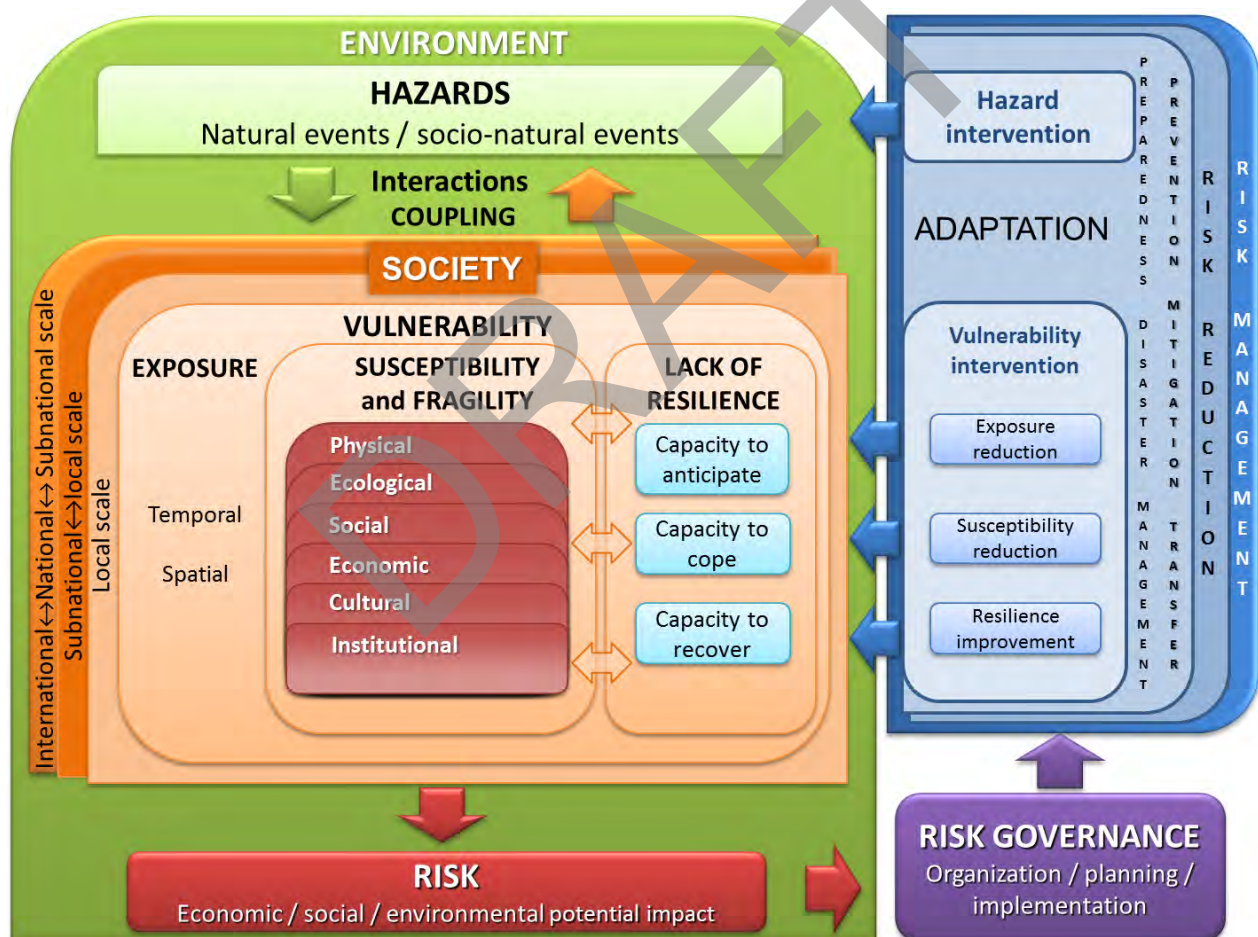 ENVIRONMENT
HAZARDS
Natural events / socio-natural events
Interactions
COUPLING
SOCIETY
International↔National↔ Subnational scale
Subnational↔local scale
Local scale
VULNERABILITY
EXPOSURE
Temporal
Spatial
SUSCEPTIBILITY
and FRAGILITY
Physical
Ecological
Social
Economic
Cultural
Institutional
LACK OF
RESILIENCE
Capacity to
anticipate
Capacity to
cope
Capacity to
recover
RISK
Economic / social / environmental potential impact
Hazard
intervention
ADAPTATION
Vulnerability
intervention
Exposure
reduction
Susceptibility
reduction
Resilience
improvement
PREPAREDNESS DISASTER MANAGEMENT
PREVENTION MITIGATION TRANSFER
RISK REDUCTION
RISK MANAGEMENT
RISK GOVERNANCE
Organization / planning /
implementation
DRAFT